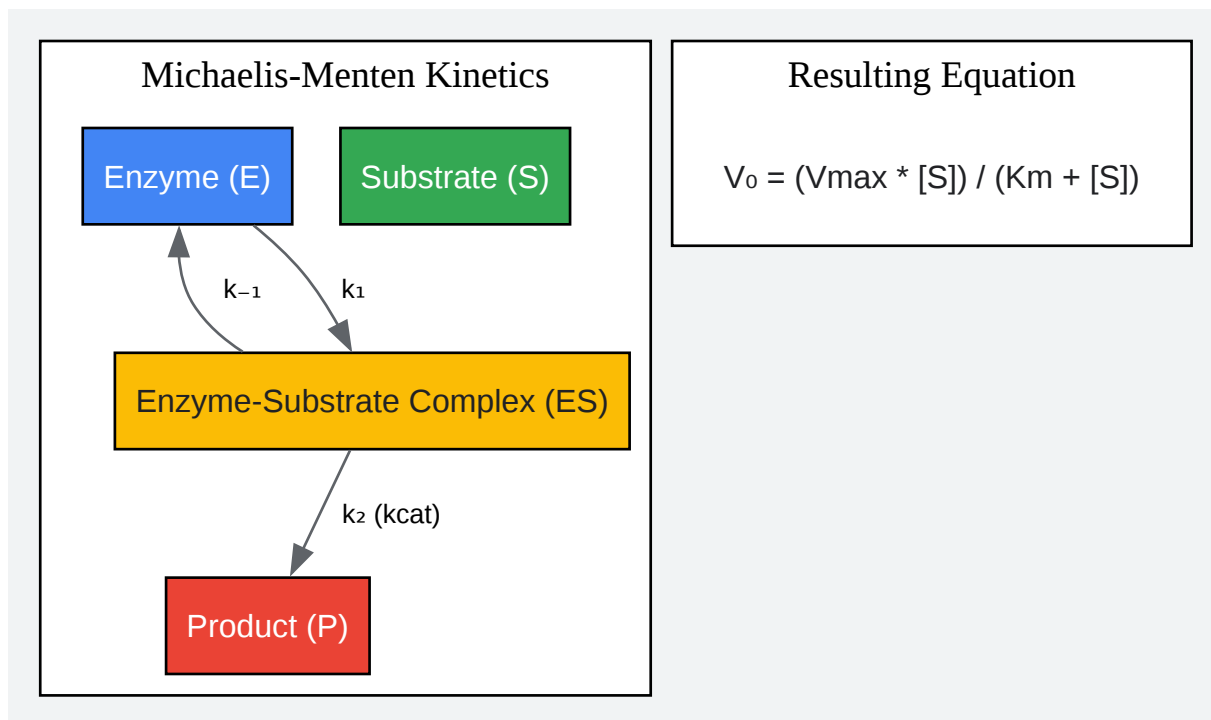 Michaelis-Menten Kinetics
Enzyme (E)
Substrate (S)
k₋₁
k₁
Enzyme-Substrate Complex (ES)
k₂ (kcat)
Product (P)
Resulting Equation
V₀ = (Vmax * [S]) / (Km + [S])